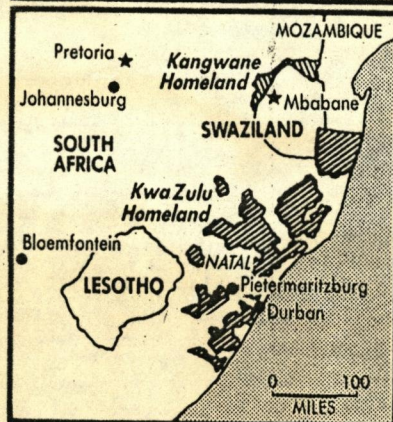 MOZAMBIQUE
Pretoria
Kangwane
Homeland
Johannesburg
Mbabane
SWAZILAND
SOUTH
AFRICA
Kwa Zulu
Homeland
Bloemfontein
NATAL
LESOTHO
Pietermaritzburg
Durban
0 100
MILES